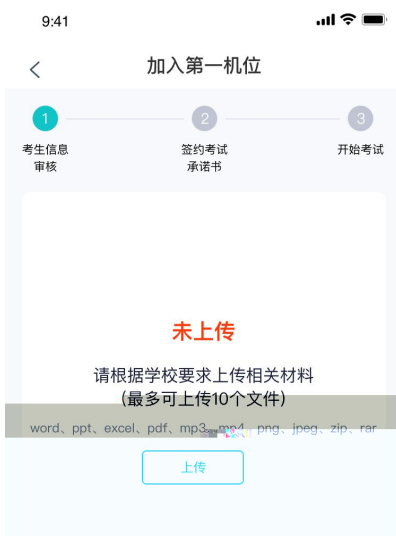 9:41
加入第一机位
1
2
3
考生信息
审核
签约考试
承诺书
开始考试
未上传
请根据学校要求上传相关材料
(最多可上传10个文件)
word、ppt、excel、pdf、mp3、mp4、png、jpeg、zip、rar
上传